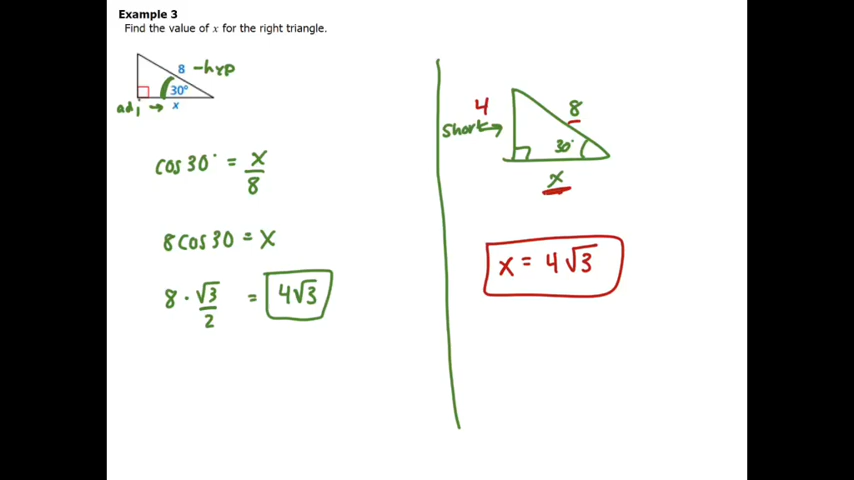 Example 3
Find the value of x for the right triangle.
8 -hyp
30°
adj → x
cos 30° = x/8
8 cos 30 = x
8 · √3/2 = 4√3
4
8
Short →
30°
x
x = 4√3